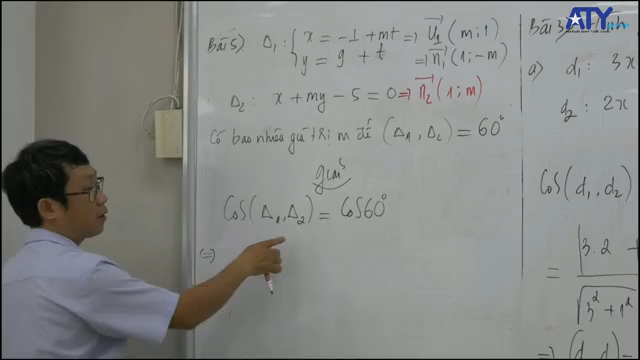 Bài 5) Δ₁: { x = -1 + mt ⇒ u₁→ (m; 1)
y = 9 + t ⇒ n₁→ (1; -m)
Δ₂: x + my - 5 = 0 ⇒ n₂→ (1; m)
Có bao nhiêu giá trị m để (Δ₁, Δ₂) = 60°
góc
Cos(Δ₁, Δ₂) = Cos60°
⇔
ATY
Bài 3
a) d₁: 3x
d₂: 2x
Cos(d₁, d₂)
= |3.2 -
√3² + 1²